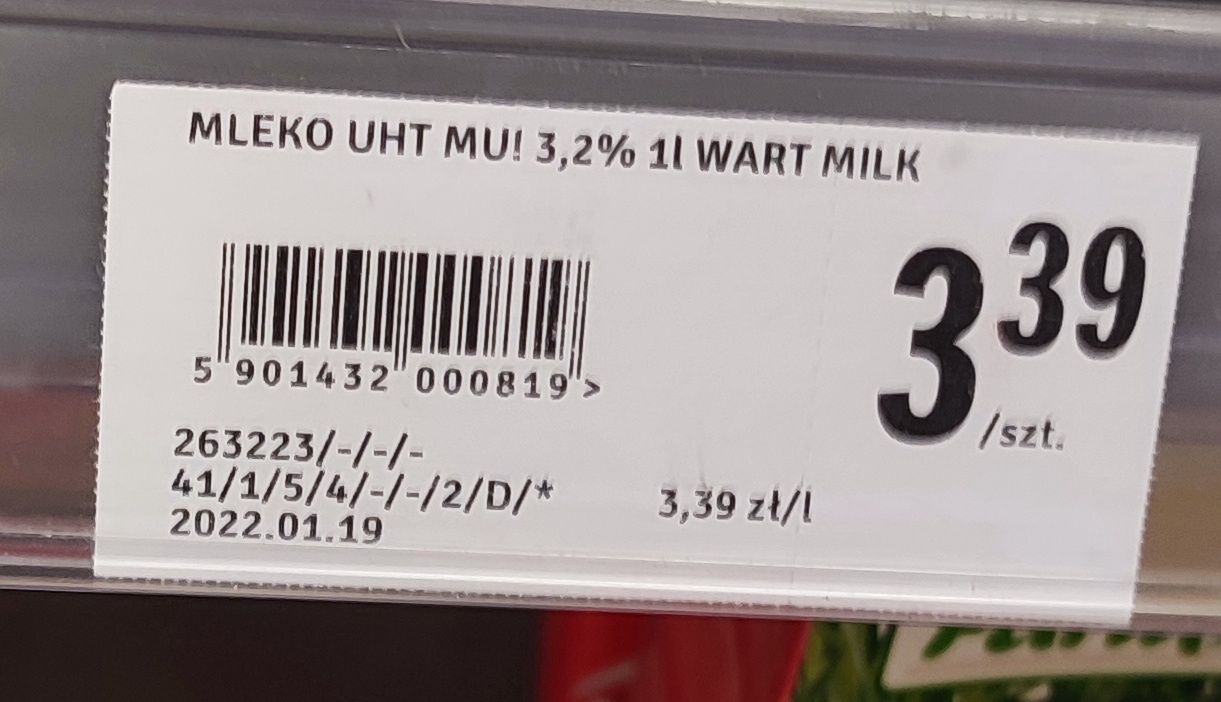 MLEKO UHT MU! 3,2% 1l WART MILK
3 39
/szt.
5 901432 000819 >
263223/-/-/-
41/1/5/4/-/-/2/D/*
3,39 zł/l
2022.01.19